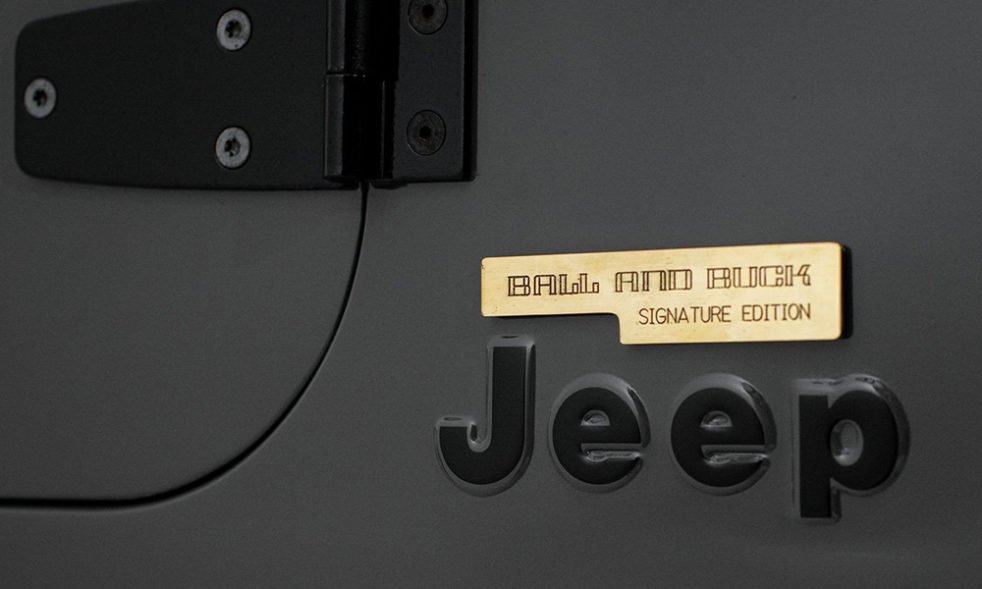 BALL AND BUCK
SIGNATURE EDITION
Jeep